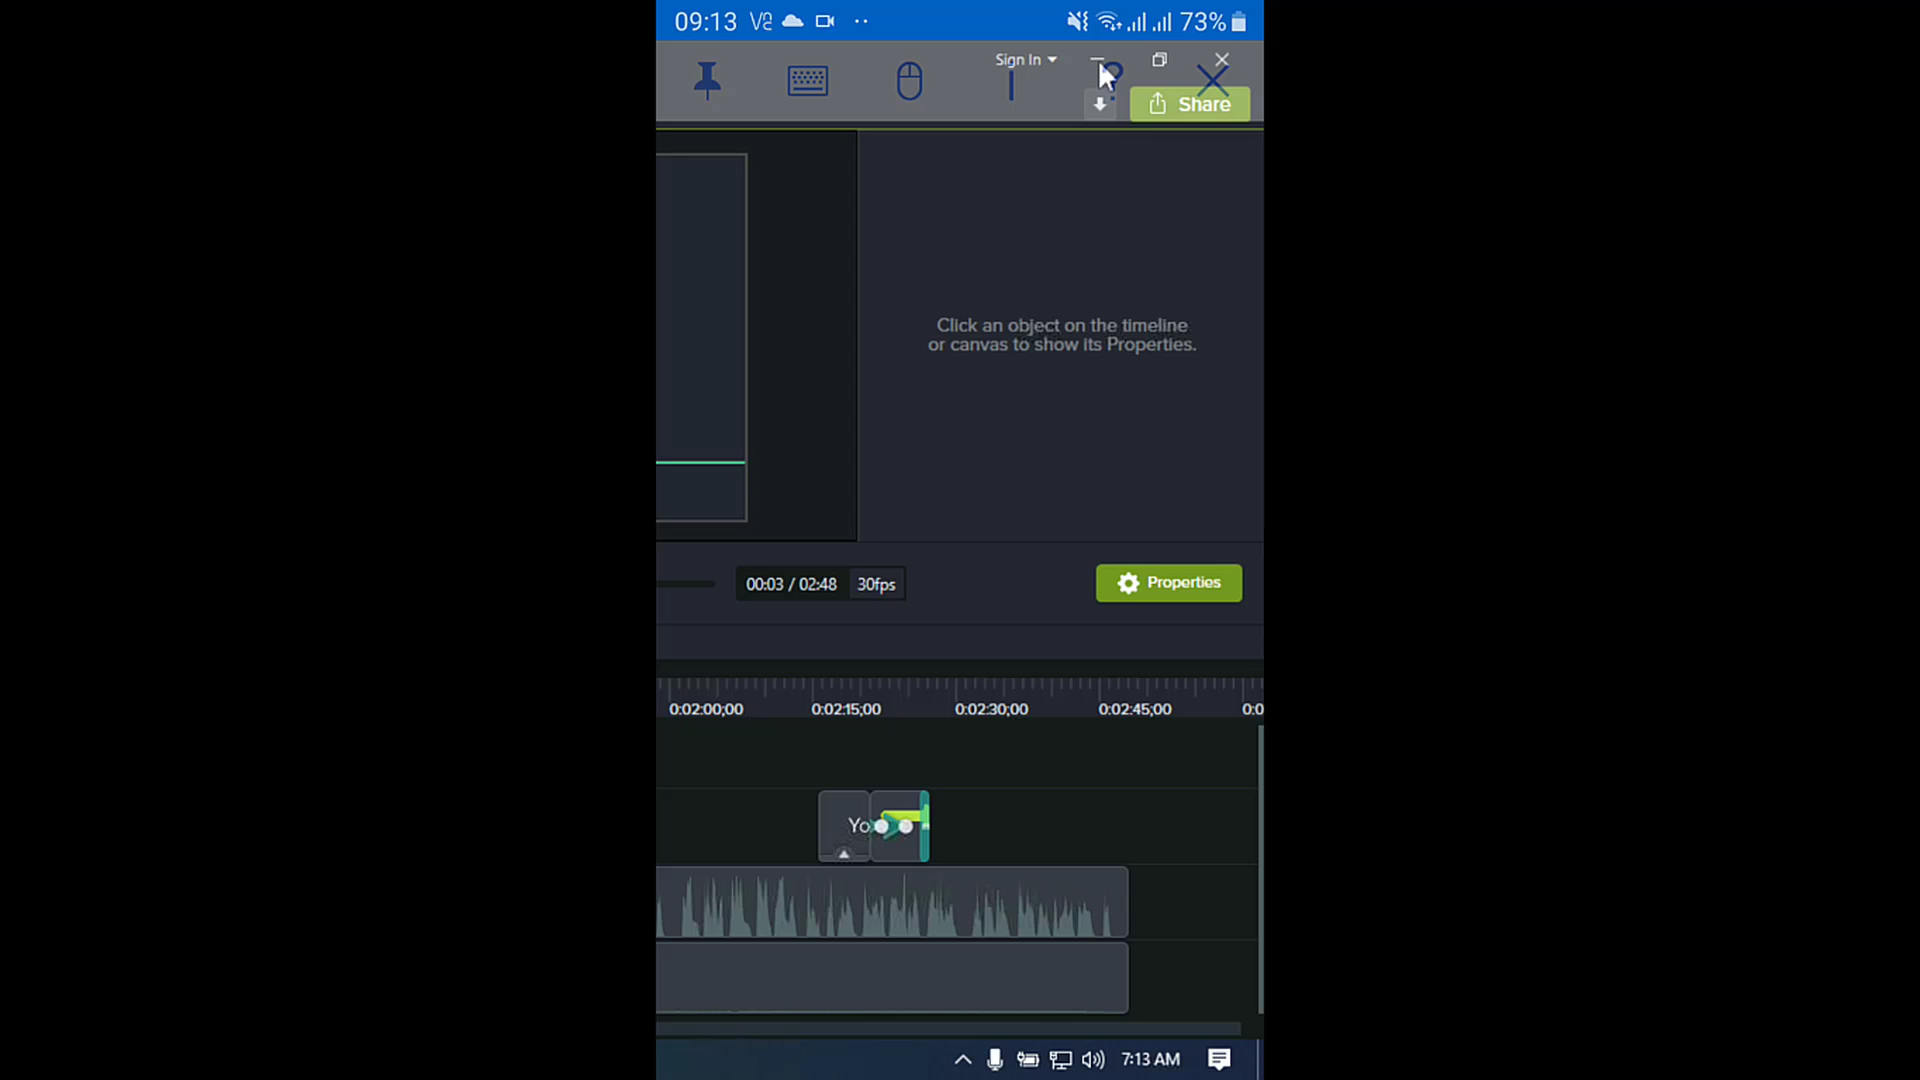 09:13 V2 73%
Sign In
?
Share
Click an object on the timeline
or canvas to show its Properties.
00:03 / 02:48 30fps
Properties
0:02:00;00 0:02:15;00 0:02:30;00 0:02:45;00 0:0
Yo
7:13 AM